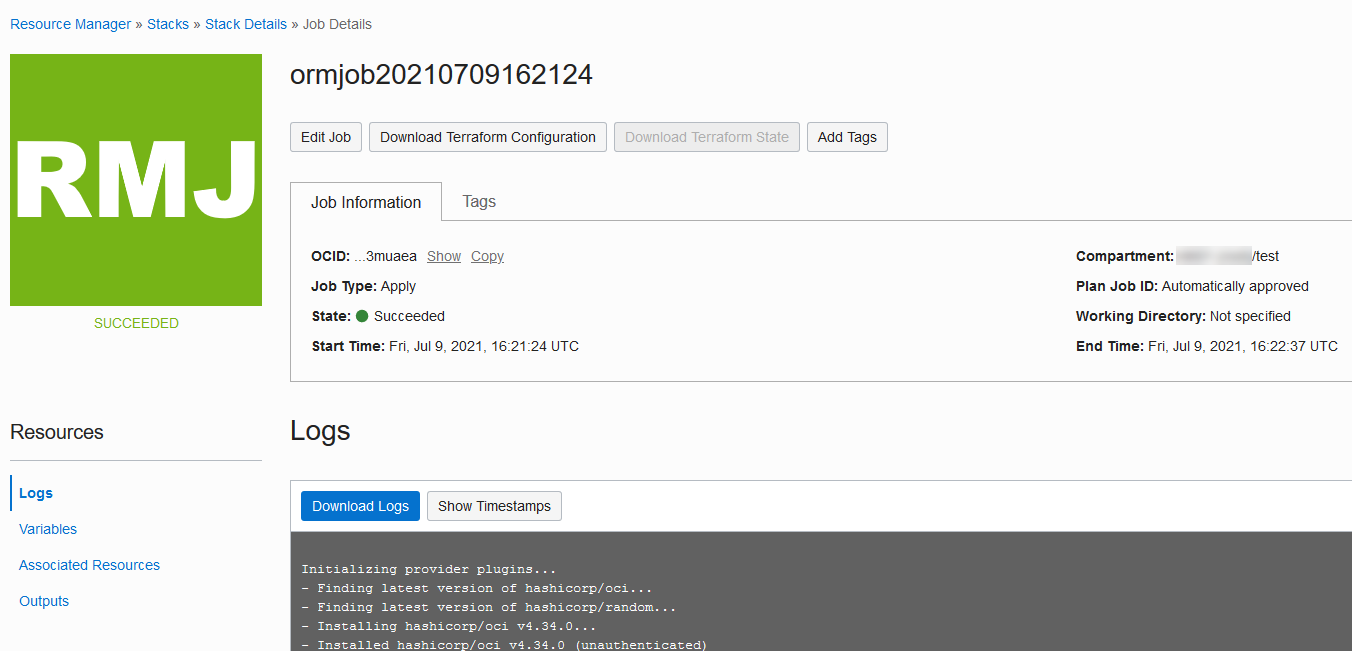 Resource Manager » Stacks » Stack Details » Job Details
RMJ
SUCCEEDED
ormjob20210709162124
Edit Job Download Terraform Configuration Download Terraform State Add Tags
Job Information Tags
OCID: ...3muaea Show Copy
Job Type: Apply
State: Succeeded
Start Time: Fri, Jul 9, 2021, 16:21:24 UTC
Compartment: /test
Plan Job ID: Automatically approved
Working Directory: Not specified
End Time: Fri, Jul 9, 2021, 16:22:37 UTC
Resources
Logs
Variables
Associated Resources
Outputs
Logs
Download Logs Show Timestamps
Initializing provider plugins...
- Finding latest version of hashicorp/oci...
- Finding latest version of hashicorp/random...
- Installing hashicorp/oci v4.34.0...
- Installed hashicorp/oci v4.34.0 (unauthenticated)